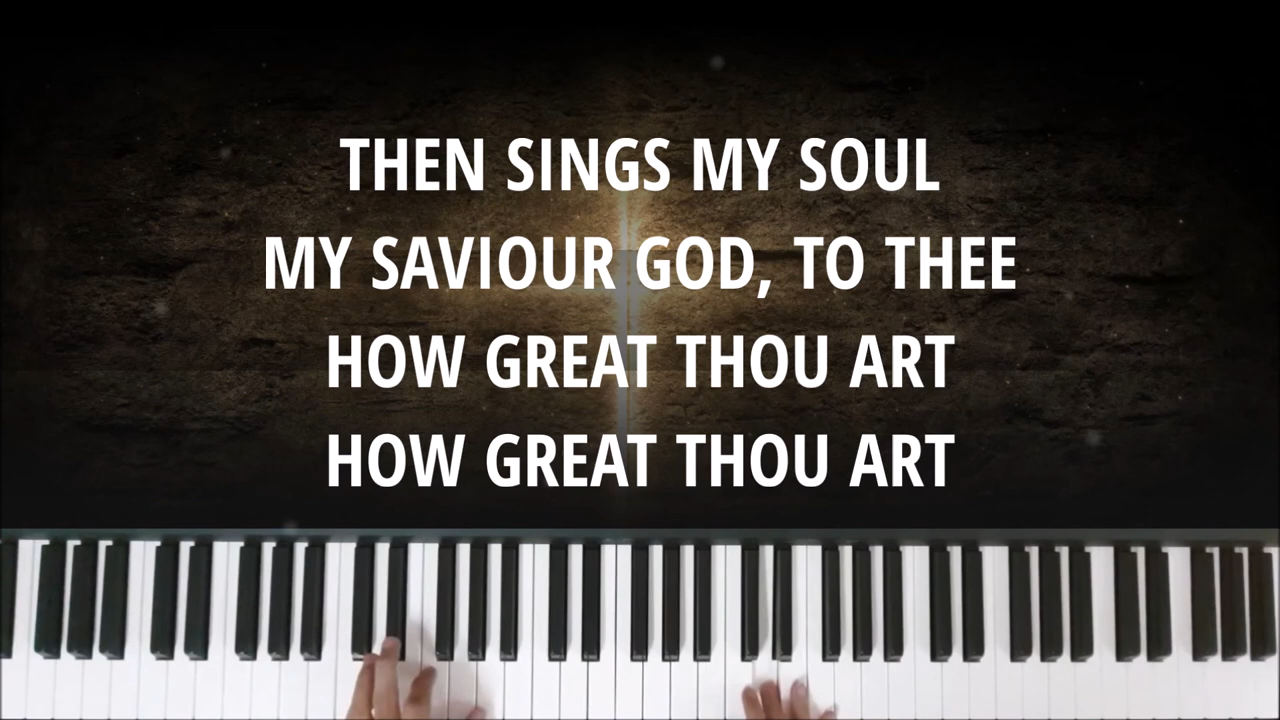 THEN SINGS MY SOUL
MY SAVIOUR GOD, TO THEE
HOW GREAT THOU ART
HOW GREAT THOU ART